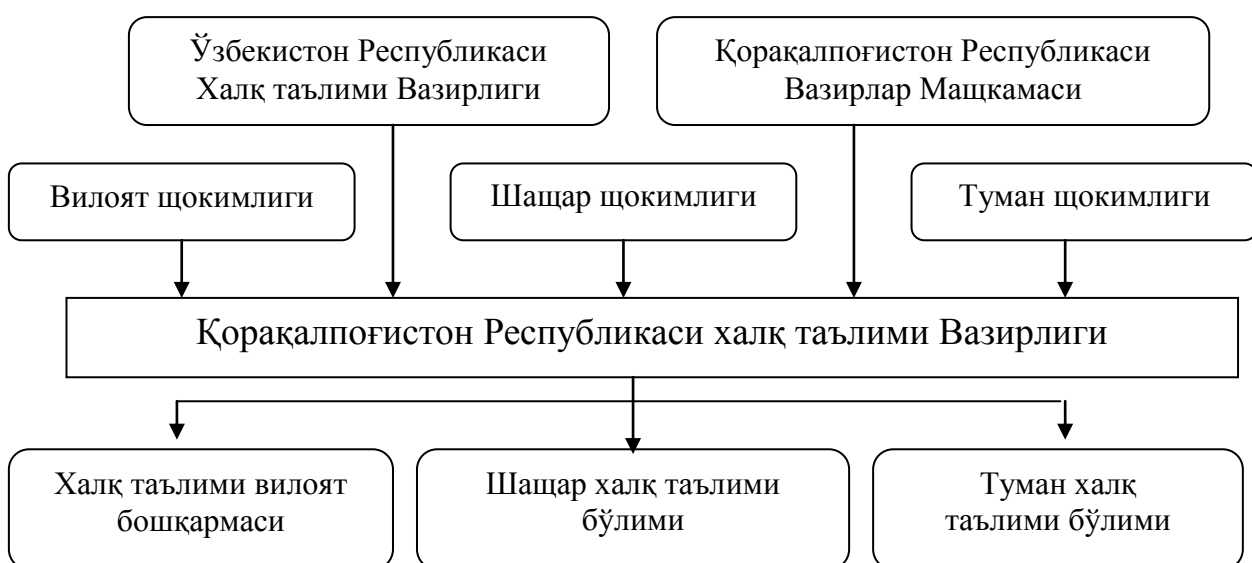 Ўзбекистон Республикаси
Халқ таълими Вазирлиги
Қорақалпоғистон Республикаси
Вазирлар Мащкамаси
Вилоят щокимлиги
Шащар щокимлиги
Туман щокимлиги
Қорақалпоғистон Республикаси халқ таълими Вазирлиги
Халқ таълими вилоят
бошқармаси
Шащар халқ таълими
бўлими
Туман халқ
таълими бўлими